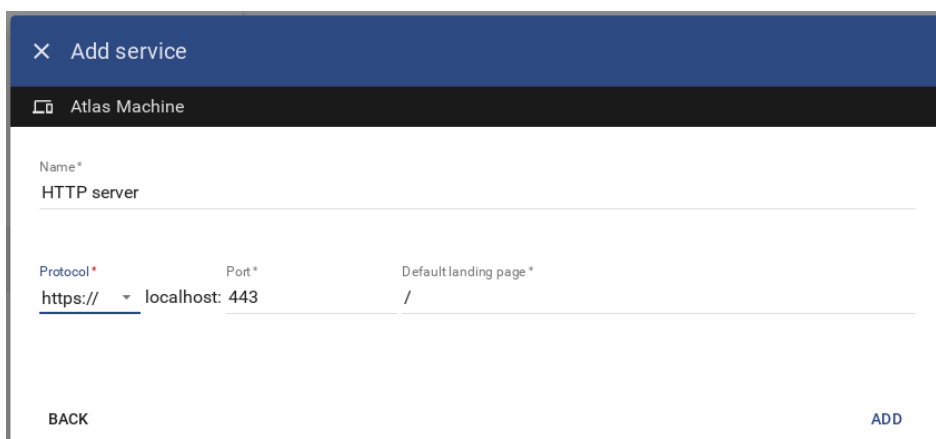 Add service
Atlas Machine
Name*
HTTP server
Protocol* Port* Default landing page*
https:// localhost: 443 /
BACK ADD